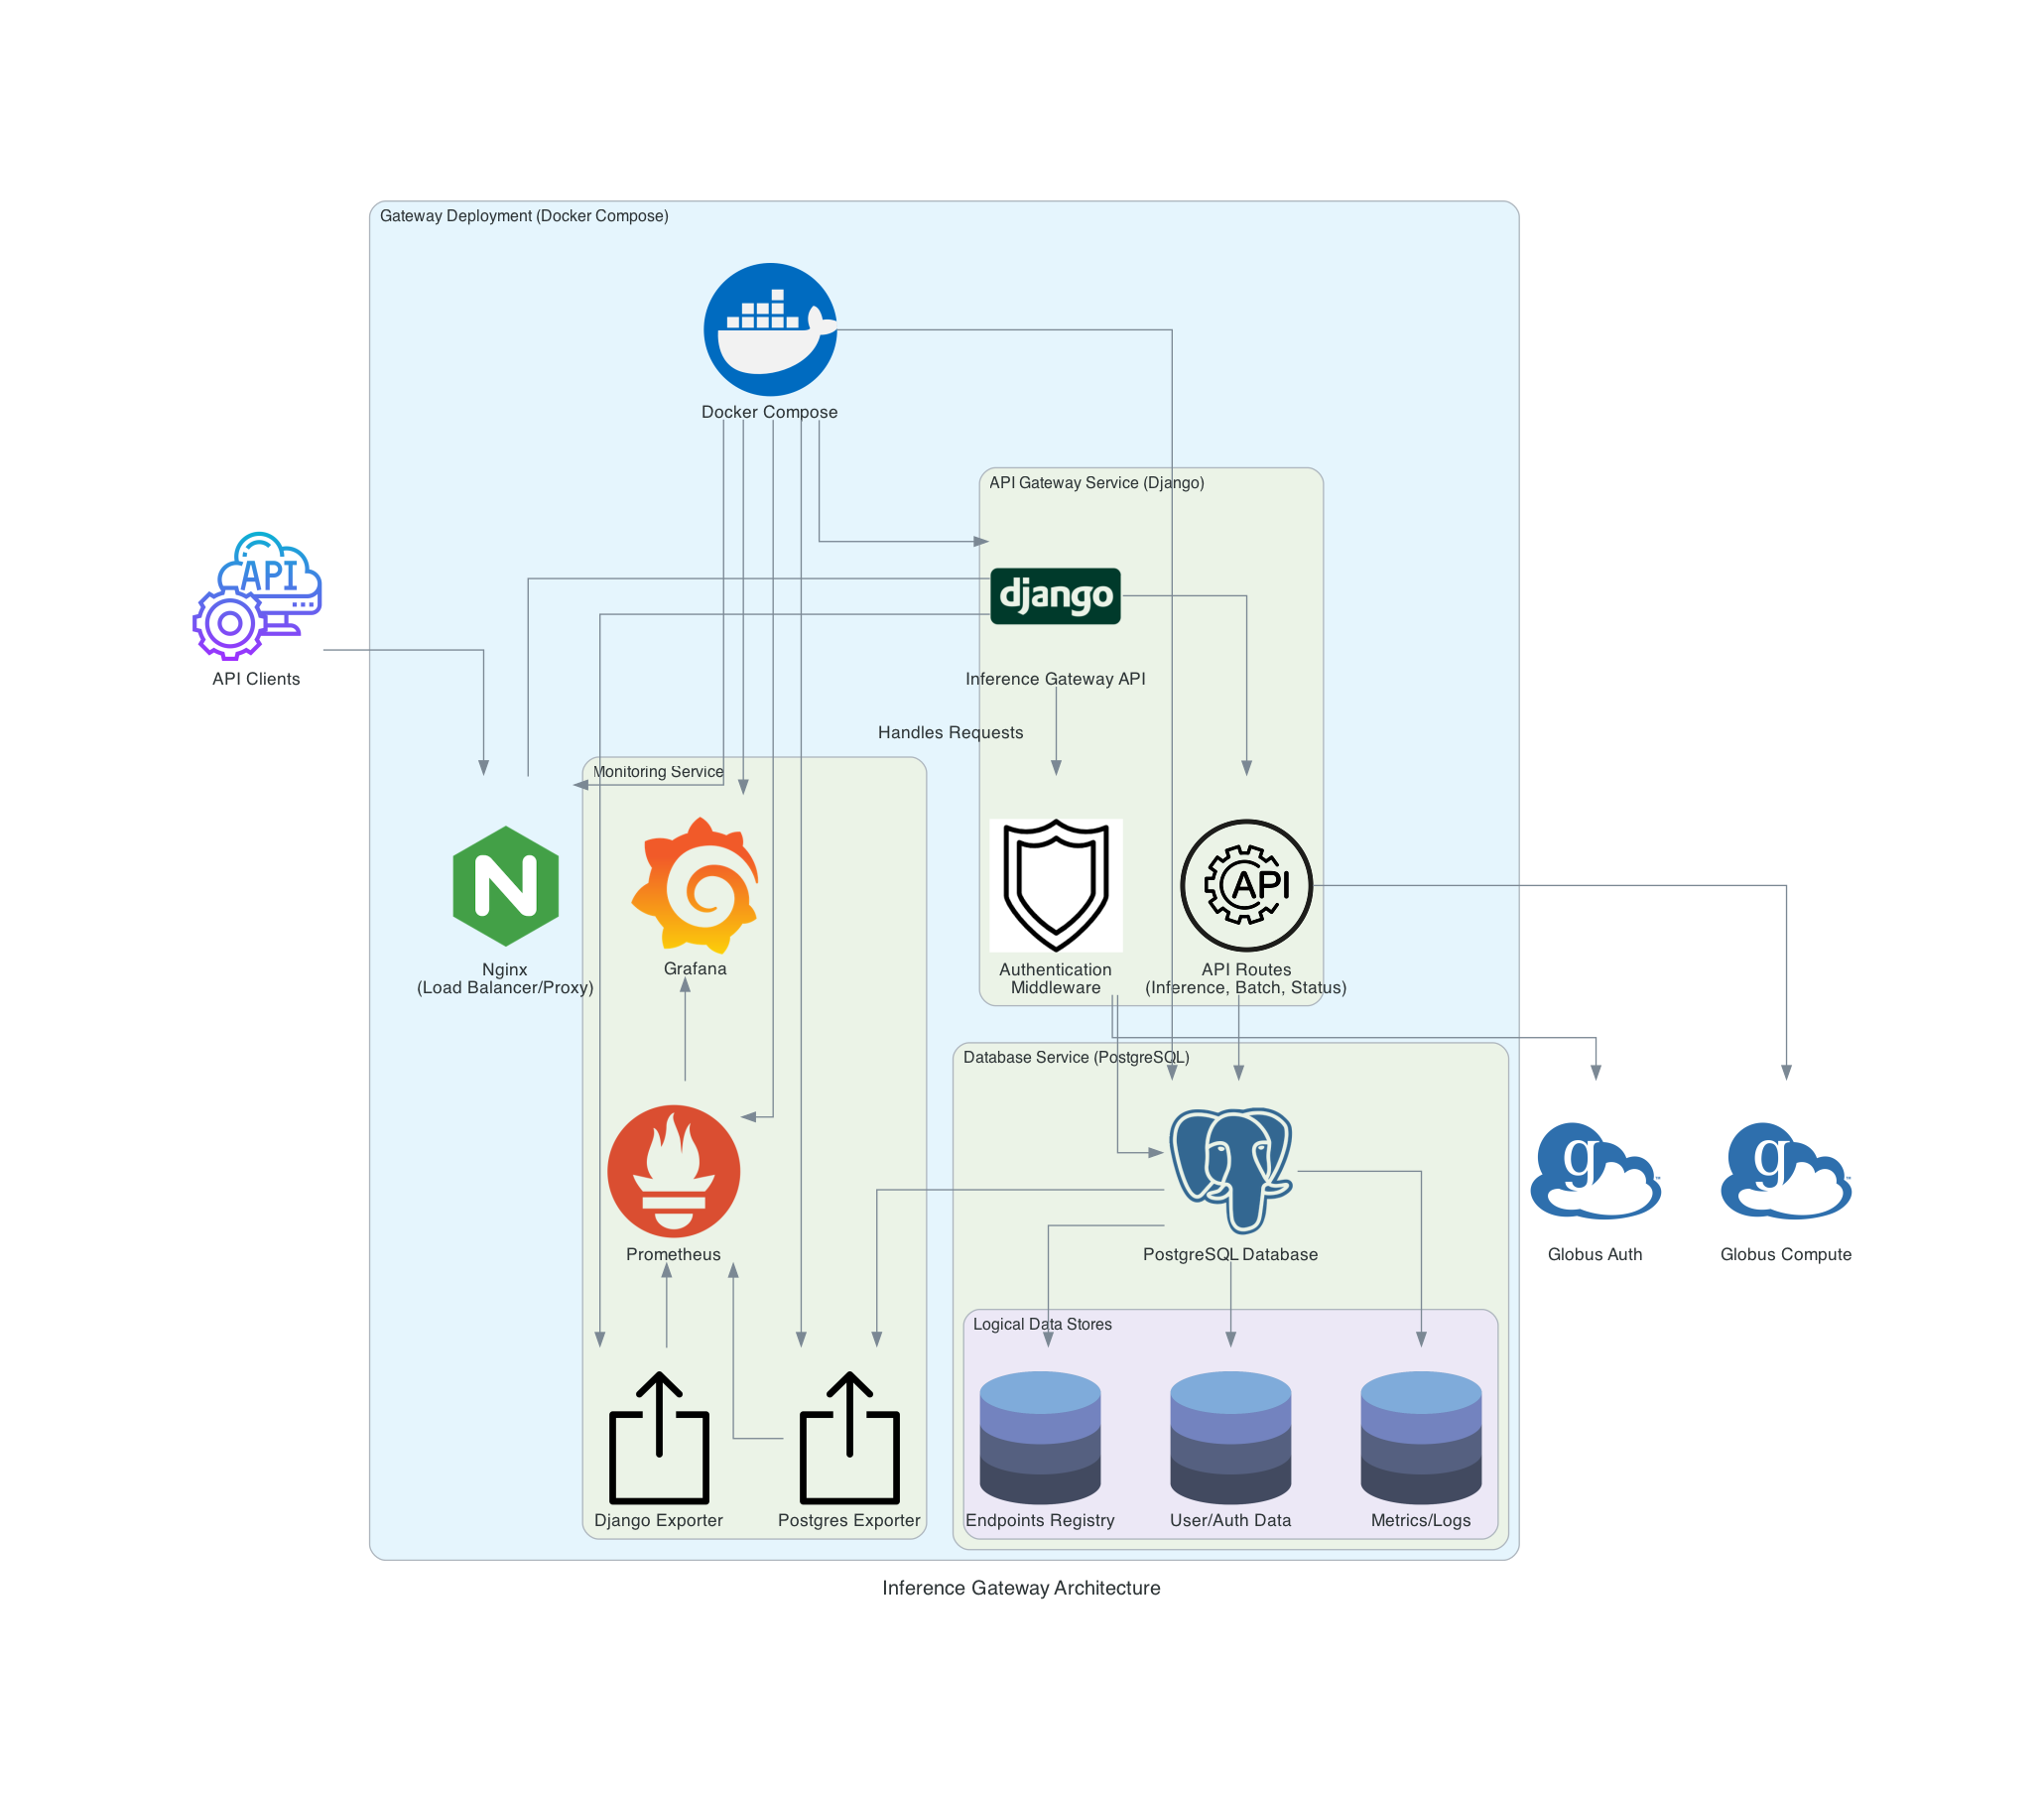 Gateway Deployment (Docker Compose)
Docker Compose
API Gateway Service (Django)
API
django
API Clients
Inference Gateway API
Handles Requests
Monitoring Service
N
API
Nginx
(Load Balancer/Proxy)
Grafana
Authentication
Middleware
API Routes
(Inference, Batch, Status)
Database Service (PostgreSQL)
g
g
Prometheus
PostgreSQL Database
Globus Auth
Globus Compute
Logical Data Stores
Django Exporter
Postgres Exporter
Endpoints Registry
User/Auth Data
Metrics/Logs
Inference Gateway Architecture